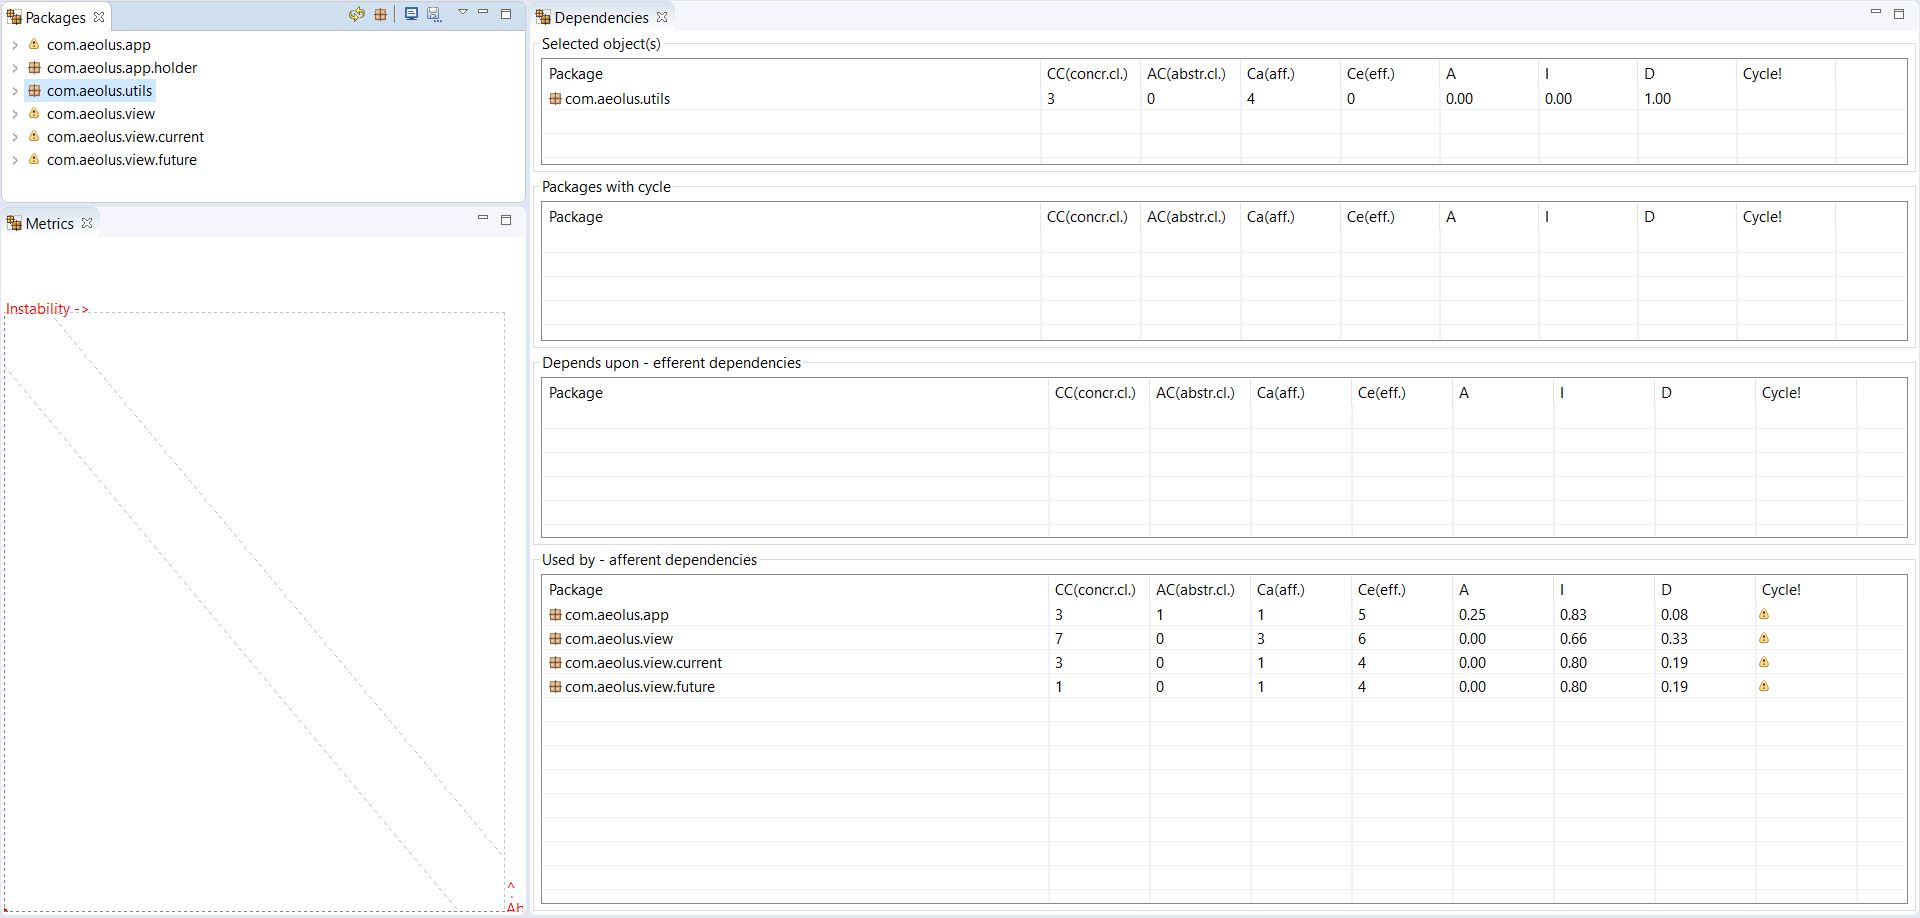 Packages
com.aeolus.app
com.aeolus.app.holder
com.aeolus.utils
com.aeolus.view
com.aeolus.view.current
com.aeolus.view.future
Metrics
Instability ->
^
Ab
Dependencies
Selected object(s)
Package CC(concr.cl.) AC(abstr.cl.) Ca(aff.) Ce(eff.) A I D Cycle!
com.aeolus.utils 3 0 4 0 0.00 0.00 1.00
Packages with cycle
Package CC(concr.cl.) AC(abstr.cl.) Ca(aff.) Ce(eff.) A I D Cycle!
Depends upon - efferent dependencies
Package CC(concr.cl.) AC(abstr.cl.) Ca(aff.) Ce(eff.) A I D Cycle!
Used by - afferent dependencies
Package CC(concr.cl.) AC(abstr.cl.) Ca(aff.) Ce(eff.) A I D Cycle!
com.aeolus.app 3 1 1 5 0.25 0.83 0.08
com.aeolus.view 7 0 3 6 0.00 0.66 0.33
com.aeolus.view.current 3 0 1 4 0.00 0.80 0.19
com.aeolus.view.future 1 0 1 4 0.00 0.80 0.19